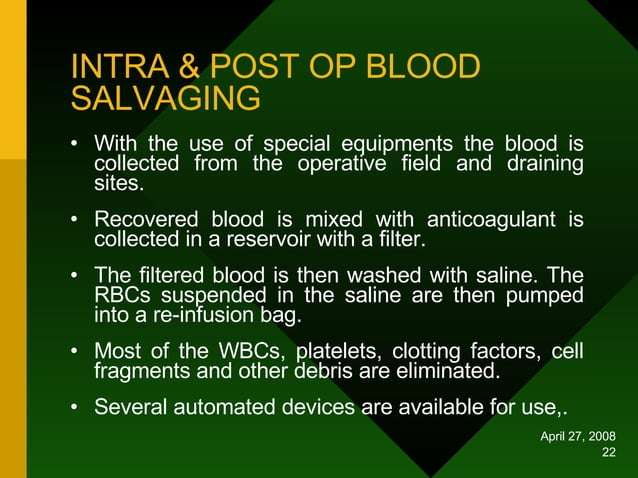 INTRA & POST OP BLOOD
SALVAGING
• With the use of special equipments the blood is
collected from the operative field and draining
sites.
• Recovered blood is mixed with anticoagulant is
collected in a reservoir with a filter.
• The filtered blood is then washed with saline. The
RBCs suspended in the saline are then pumped
into a re-infusion bag.
• Most of the WBCs, platelets, clotting factors, cell
fragments and other debris are eliminated.
• Several automated devices are available for use,.
April 27, 2008
22